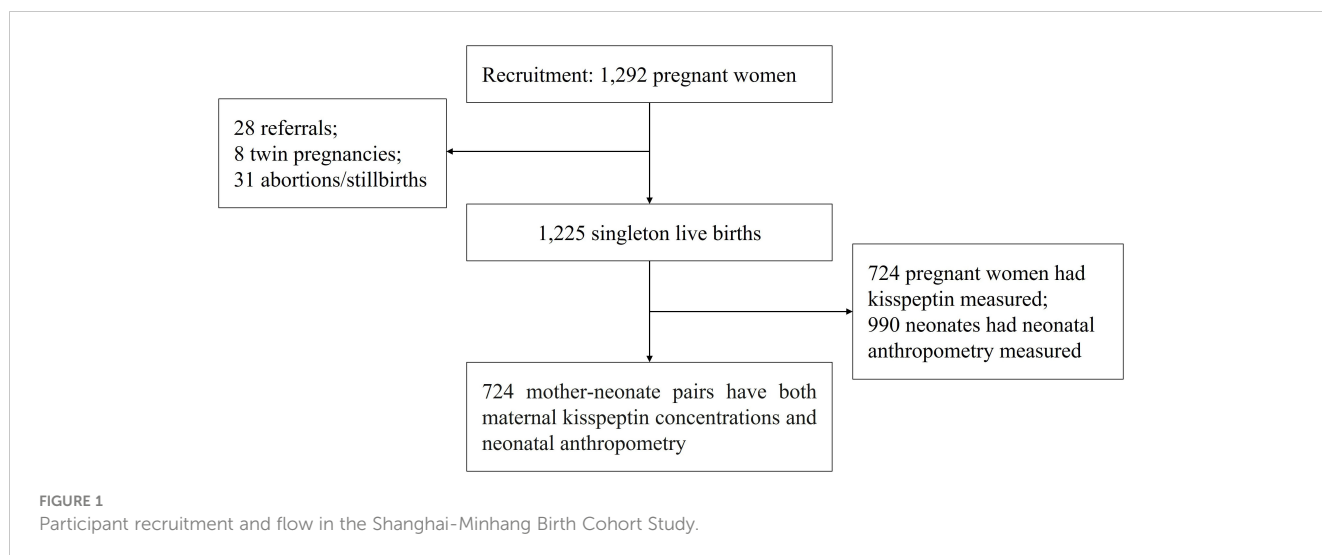 Recruitment: 1,292 pregnant women
28 referrals;
8 twin pregnancies;
31 abortions/stillbirths
1,225 singleton live births
724 pregnant women had
kisspeptin measured;
990 neonates had neonatal
anthropometry measured
724 mother-neonate pairs have both
maternal kisspeptin concentrations and
neonatal anthropometry
FIGURE 1
Participant recruitment and flow in the Shanghai-Minhang Birth Cohort Study.